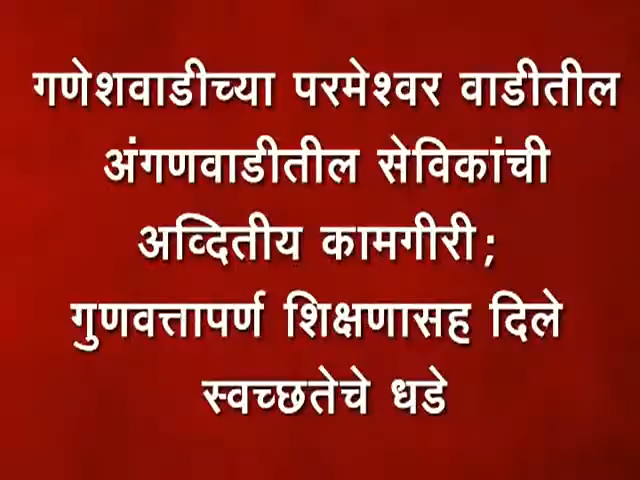 गणेशवाडीच्या परमेश्वर वाडीतील
अंगणवाडीतील सेविकांची
अव्दितीय कामगीरी;
गुणवत्तापर्ण शिक्षणासह दिले
स्वच्छतेचे धडे